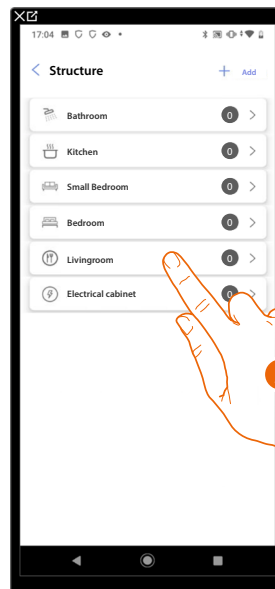 17:04
Structure
+ Add
Bathroom 0
Kitchen 0
Small Bedroom 0
Bedroom 0
Livingroom 0
Electrical cabinet 0